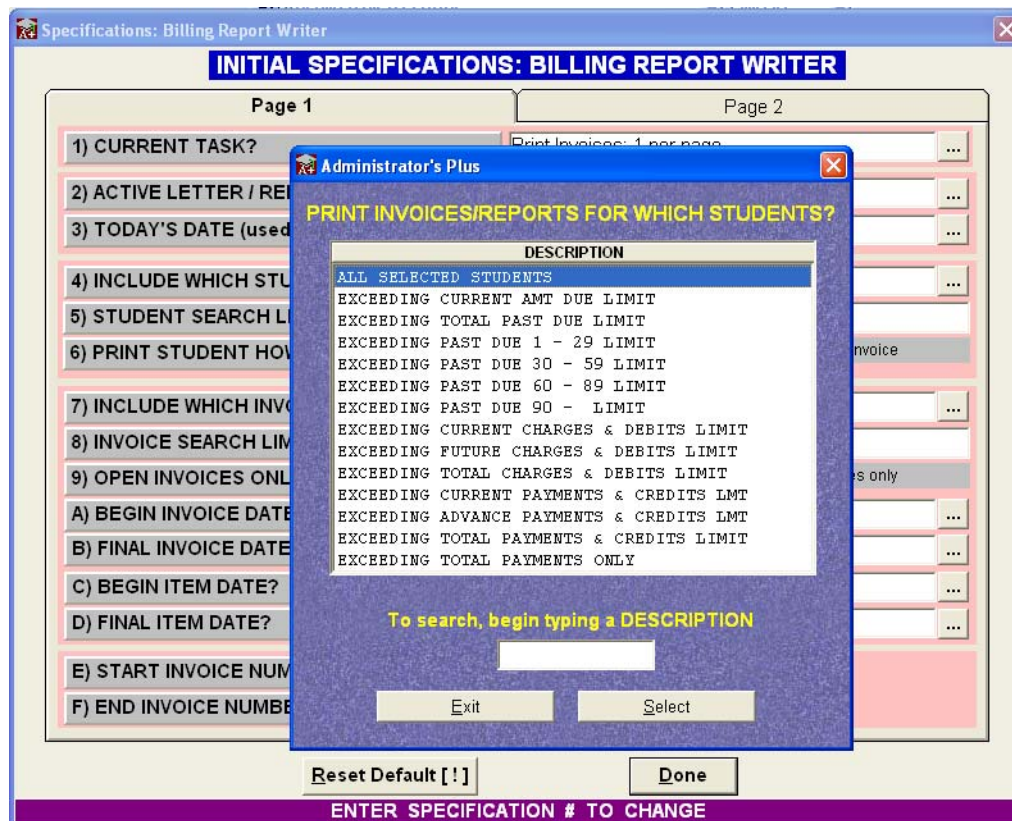 Specifications: Billing Report Writer
INITIAL SPECIFICATIONS: BILLING REPORT WRITER
Page 1
Page 2
1) CURRENT TASK?
Print Invoices: 1 per page
...
2) ACTIVE LETTER /
...
3) TODAY'S DATE (used
...
4) INCLUDE WHICH
...
5) STUDENT SEARCH
6) PRINT STUDENT
nvoice
7) INCLUDE WHICH
...
8) INVOICE SEARCH
9) OPEN INVOICES
es only
A) BEGIN INVOICE DATE
...
B) FINAL INVOICE DATE
...
C) BEGIN ITEM DATE?
...
D) FINAL ITEM DATE?
...
E) START INVOICE NUM
F) END INVOICE NUMBE
Administrator's Plus
PRINT INVOICES/REPORTS FOR WHICH STUDENTS?
DESCRIPTION
ALL SELECTED STUDENTS
EXCEEDING CURRENT AMT DUE LIMIT
EXCEEDING TOTAL PAST DUE LIMIT
EXCEEDING PAST DUE 1 - 29 LIMIT
EXCEEDING PAST DUE 30 - 59 LIMIT
EXCEEDING PAST DUE 60 - 89 LIMIT
EXCEEDING PAST DUE 90 - LIMIT
EXCEEDING CURRENT CHARGES & DEBITS LIMIT
EXCEEDING FUTURE CHARGES & DEBITS LIMIT
EXCEEDING TOTAL CHARGES & DEBITS LIMIT
EXCEEDING CURRENT PAYMENTS & CREDITS LMT
EXCEEDING ADVANCE PAYMENTS & CREDITS LMT
EXCEEDING TOTAL PAYMENTS & CREDITS LIMIT
EXCEEDING TOTAL PAYMENTS ONLY
To search, begin typing a DESCRIPTION
Exit
Select
Reset Default [ ! ]
Done
ENTER SPECIFICATION # TO CHANGE